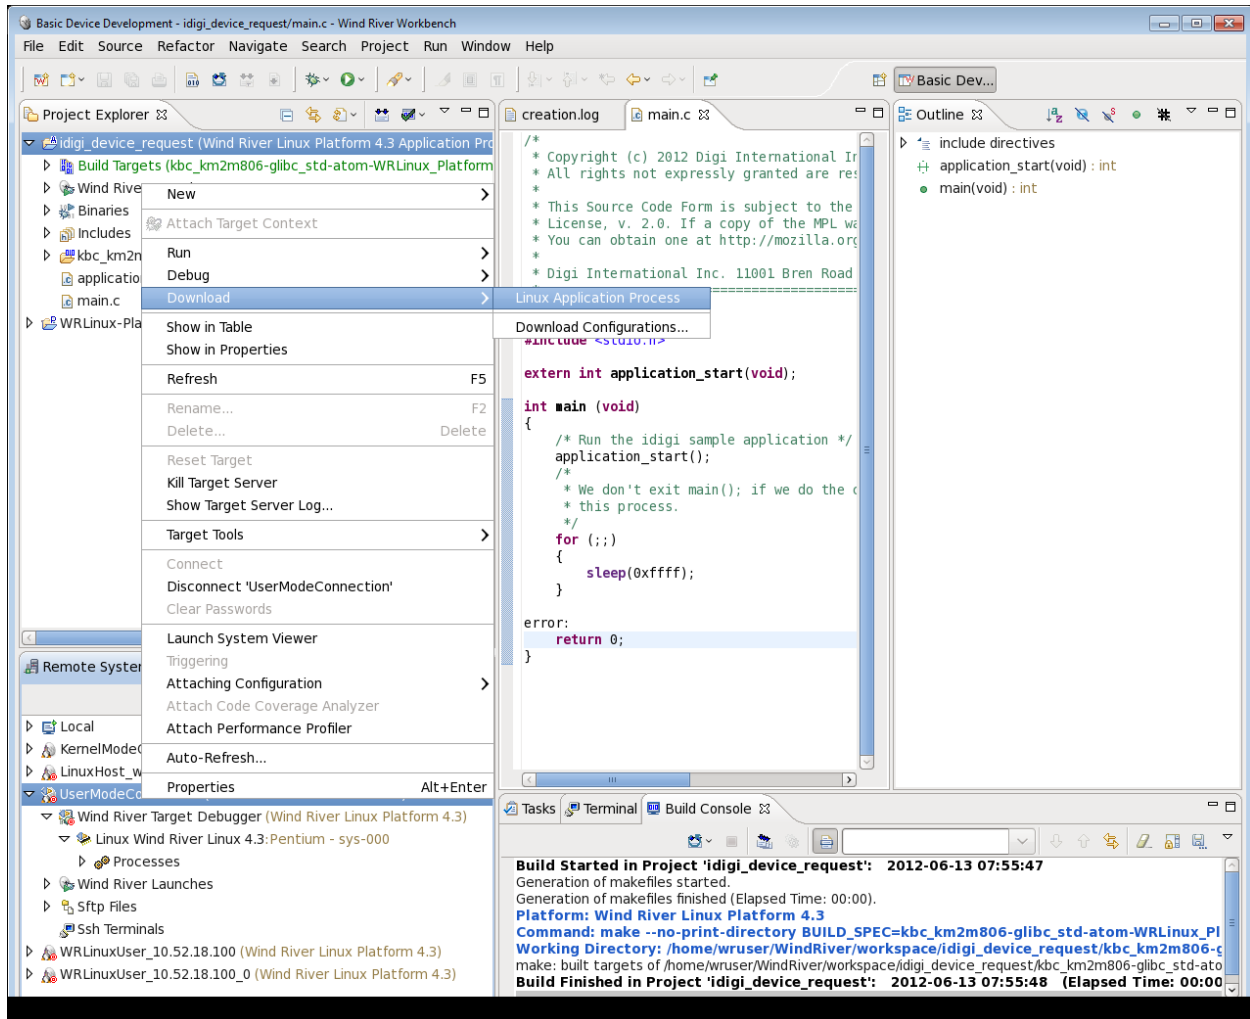 Basic Device Development - idigi_device_request/main.c - Wind River Workbench
File Edit Source Refactor Navigate Search Project Run Window Help
Basic Dev...
Project Explorer
idigi_device_request (Wind River Linux Platform 4.3 Application Pro
Build Targets (kbc_km2m806-glibc_std-atom-WRLinux_Platform
Wind Rive
Binaries
Includes
kbc_km2m
applicatio
main.c
WRLinux-Pla
New
Attach Target Context
Run
Debug
Download
Show in Table
Show in Properties
Refresh F5
Rename... F2
Delete... Delete
Reset Target
Kill Target Server
Show Target Server Log...
Target Tools
Connect
Disconnect 'UserModeConnection'
Clear Passwords
Launch System Viewer
Triggering
Attaching Configuration
Attach Code Coverage Analyzer
Attach Performance Profiler
Auto-Refresh...
Properties Alt+Enter
Linux Application Process
Download Configurations...
creation.log
main.c
/*
* Copyright (c) 2012 Digi International In
* All rights not expressly granted are res
*
* This Source Code Form is subject to the
* License, v. 2.0. If a copy of the MPL wa
* You can obtain one at http://mozilla.org
*
* Digi International Inc. 11001 Bren Road
#include <stdio.h>
extern int application_start(void);
int main (void)
{
/* Run the idigi sample application */
application_start();
/*
* We don't exit main(); if we do the
* this process.
*/
for (;;)
{
sleep(0xffff);
}
error:
return 0;
}
Outline
include directives
application_start(void) : int
main(void) : int
Remote System
Local
KernelModeC
LinuxHost_w
UserModeCo
Wind River Target Debugger (Wind River Linux Platform 4.3)
Linux Wind River Linux 4.3:Pentium - sys-000
Processes
Wind River Launches
Sftp Files
Ssh Terminals
WRLinuxUser_10.52.18.100 (Wind River Linux Platform 4.3)
WRLinuxUser_10.52.18.100_0 (Wind River Linux Platform 4.3)
Tasks Terminal Build Console
Build Started in Project 'idigi_device_request': 2012-06-13 07:55:47
Generation of makefiles started.
Generation of makefiles finished (Elapsed Time: 00:00).
Platform: Wind River Linux Platform 4.3
Command: make --no-print-directory BUILD_SPEC=kbc_km2m806-glibc_std-atom-WRLinux_Pl
Working Directory: /home/wruser/WindRiver/workspace/idigi_device_request/kbc_km2m806-g
make: built targets of /home/wruser/WindRiver/workspace/idigi_device_request/kbc_km2m806-glibc_std-ato
Build Finished in Project 'idigi_device_request': 2012-06-13 07:55:48 (Elapsed Time: 00:00